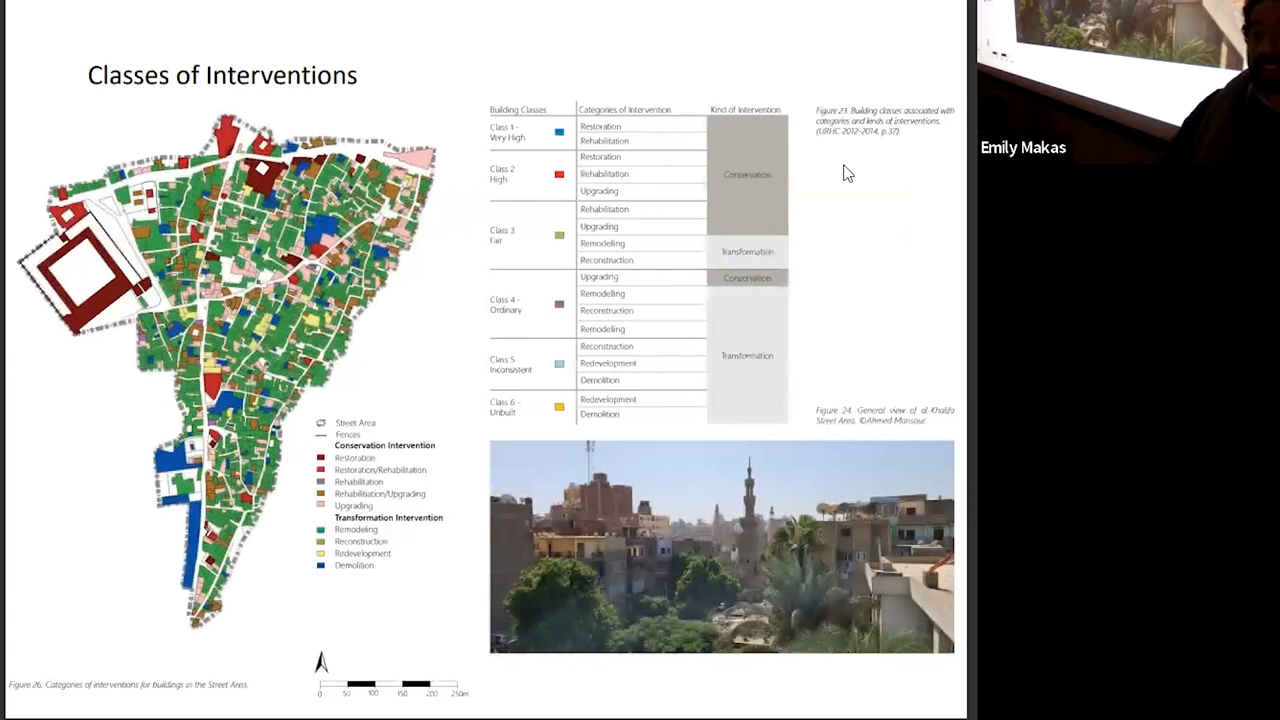 Classes of Interventions
Building Classes
Categories of Intervention
Kind of Intervention
Class 1 -
Very High
Restoration
Rehabilitation
Class 2
High
Restoration
Rehabilitation
Upgrading
Conservation
Class 3
Fair
Rehabilitation
Upgrading
Remodeling
Reconstruction
Transformation
Class 4 -
Ordinary
Upgrading
Conservation
Remodeling
Reconstruction
Remodeling
Class 5
Inconsistent
Reconstruction
Redevelopment
Demolition
Transformation
Class 6 -
Unbuilt
Redevelopment
Demolition
Figure 23. Building classes associated with
categories and kinds of interventions.
(URHC 2012-2014, p.37)
Figure 24. General view of al-Khalifa
Street Area. ©Ahmed Mansour
Street Area
Fences
Conservation Intervention
Restoration
Restoration/Rehabilitation
Rehabilitation
Rehabilitiation/Upgrading
Upgrading
Transformation Intervention
Remodeling
Reconstruction
Redevelopment
Demolition
0 50 100 150 200 250m
Figure 26. Categories of interventions for buildings in the Street Area.
Emily Makas